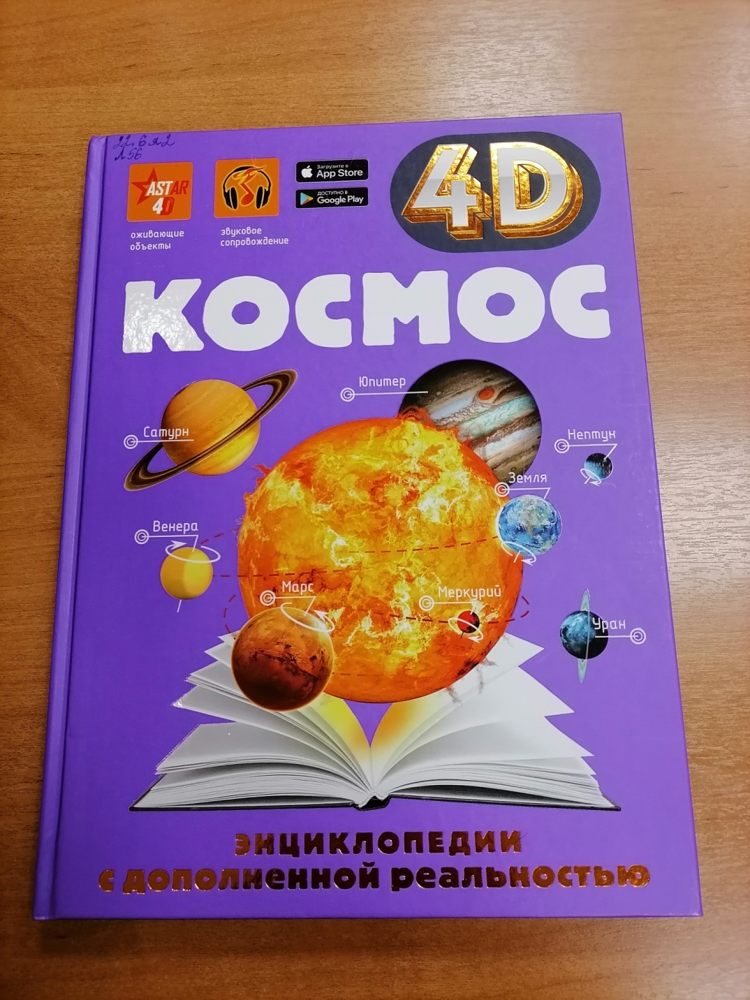 22.6я2
Л56
ASTAR
4D
оживающие
объекты
звуковое
сопровождение
Загрузите в
App Store
ДОСТУПНО В
Google Play
4D
КОСМОС
Юпитер
Сатурн
Нептун
Земля
Венера
Марс
Меркурий
Уран
ЭНЦИКЛОПЕДИИ
С ДОПОЛНЕННОЙ РЕАЛЬНОСТЬЮ